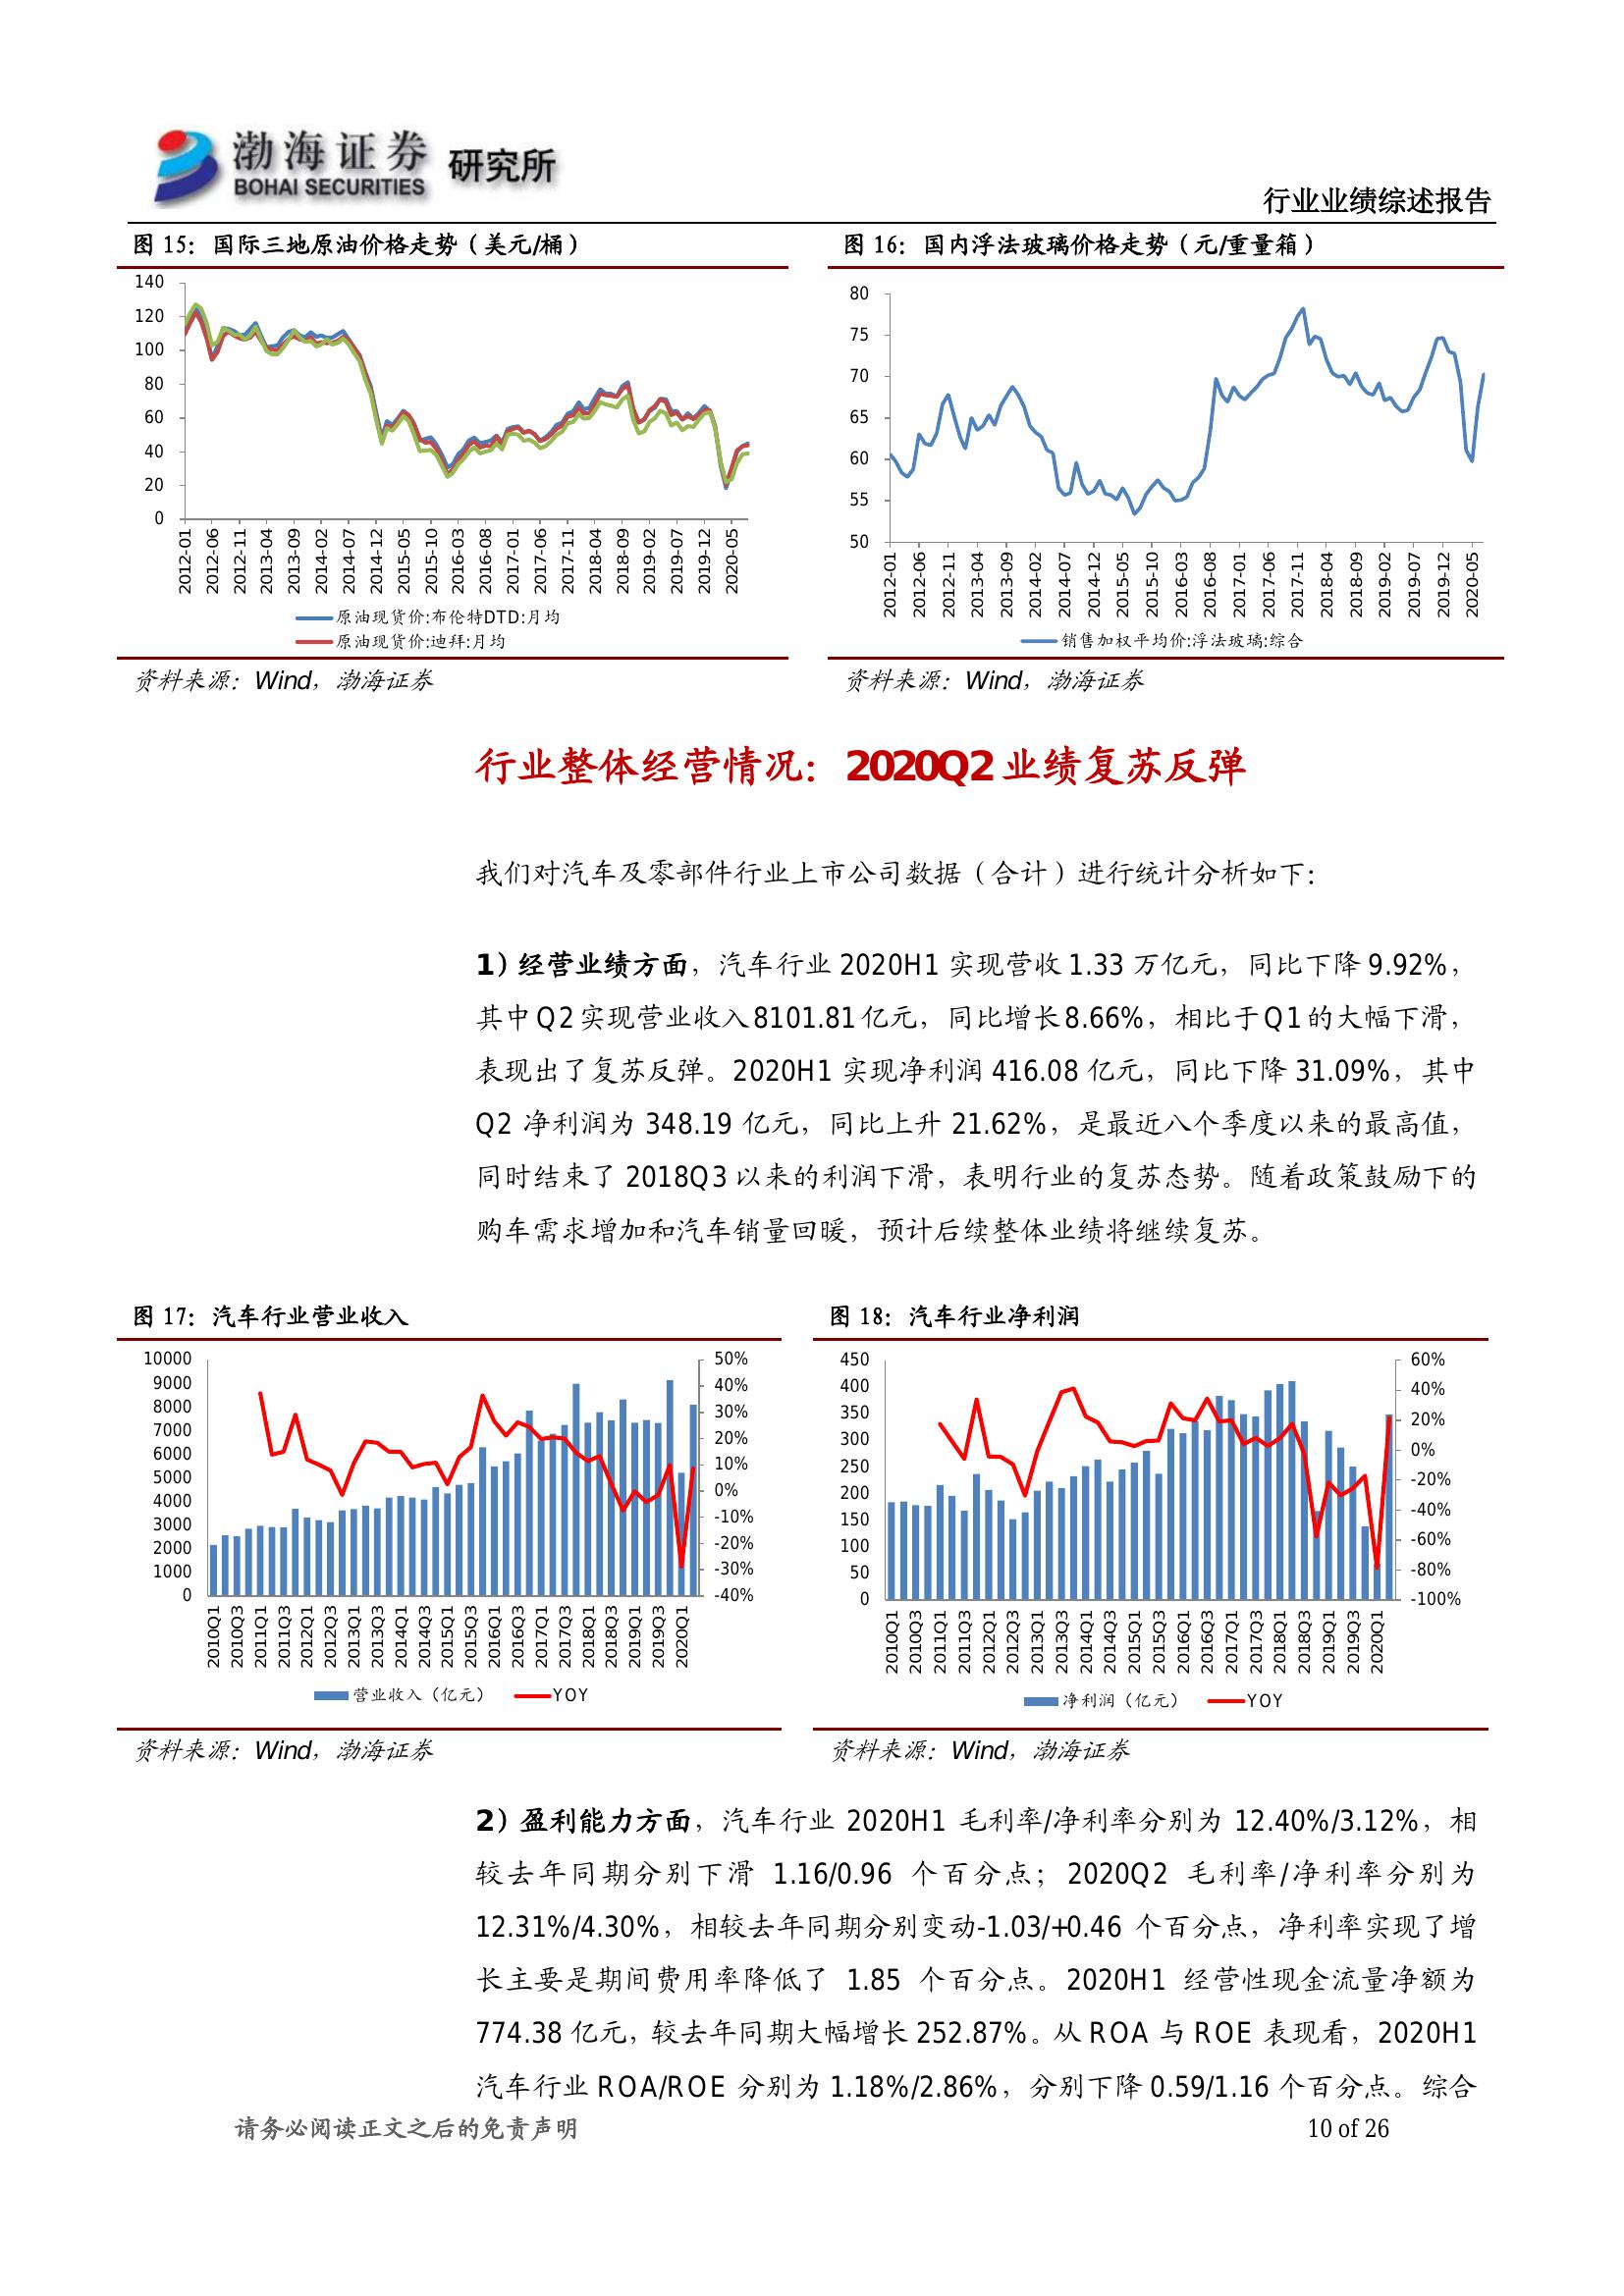 渤海证券 研究所
BOHAI SECURITIES
行业业绩综述报告
图 15：国际三地原油价格走势（美元/桶）
140
120
100
80
60
40
20
0
2012-01
2012-06
2012-11
2013-04
2013-09
2014-02
2014-07
2014-12
2015-05
2015-10
2016-03
2016-08
2017-01
2017-06
2017-11
2018-04
2018-09
2019-02
2019-07
2019-12
2020-05
原油现货价:布伦特DTD:月均
原油现货价:迪拜:月均
资料来源：Wind，渤海证券
图 16：国内浮法玻璃价格走势（元/重量箱）
80
75
70
65
60
55
50
2012-01
2012-06
2012-11
2013-04
2013-09
2014-02
2014-07
2014-12
2015-05
2015-10
2016-03
2016-08
2017-01
2017-06
2017-11
2018-04
2018-09
2019-02
2019-07
2019-12
2020-05
销售加权平均价:浮法玻璃:综合
资料来源：Wind，渤海证券
行业整体经营情况：2020Q2 业绩复苏反弹
我们对汽车及零部件行业上市公司数据（合计）进行统计分析如下：
1）经营业绩方面，汽车行业 2020H1 实现营收 1.33 万亿元，同比下降 9.92%，
其中 Q2 实现营业收入 8101.81 亿元，同比增长 8.66%，相比于 Q1 的大幅下滑，
表现出了复苏反弹。2020H1 实现净利润 416.08 亿元，同比下降 31.09%，其中
Q2 净利润为 348.19 亿元，同比上升 21.62%，是最近八个季度以来的最高值，
同时结束了 2018Q3 以来的利润下滑，表明行业的复苏态势。随着政策鼓励下的
购车需求增加和汽车销量回暖，预计后续整体业绩将继续复苏。
图 17：汽车行业营业收入
10000
9000
8000
7000
6000
5000
4000
3000
2000
1000
0
50%
40%
30%
20%
10%
0%
-10%
-20%
-30%
-40%
2010Q1
2010Q3
2011Q1
2011Q3
2012Q1
2012Q3
2013Q1
2013Q3
2014Q1
2014Q3
2015Q1
2015Q3
2016Q1
2016Q3
2017Q1
2017Q3
2018Q1
2018Q3
2019Q1
2019Q3
2020Q1
营业收入（亿元） YOY
资料来源：Wind，渤海证券
图 18：汽车行业净利润
450
400
350
300
250
200
150
100
50
0
60%
40%
20%
0%
-20%
-40%
-60%
-80%
-100%
2010Q1
2010Q3
2011Q1
2011Q3
2012Q1
2012Q3
2013Q1
2013Q3
2014Q1
2014Q3
2015Q1
2015Q3
2016Q1
2016Q3
2017Q1
2017Q3
2018Q1
2018Q3
2019Q1
2019Q3
2020Q1
净利润（亿元） YOY
资料来源：Wind，渤海证券
2）盈利能力方面，汽车行业 2020H1 毛利率/净利率分别为 12.40%/3.12%，相
较去年同期分别下滑 1.16/0.96 个百分点；2020Q2 毛利率/净利率分别为
12.31%/4.30%，相较去年同期分别变动-1.03/+0.46 个百分点，净利率实现了增
长主要是期间费用率降低了 1.85 个百分点。2020H1 经营性现金流量净额为
774.38 亿元，较去年同期大幅增长 252.87%。从 ROA 与 ROE 表现看，2020H1
汽车行业 ROA/ROE 分别为 1.18%/2.86%，分别下降 0.59/1.16 个百分点。综合
请务必阅读正文之后的免责声明
10 of 26